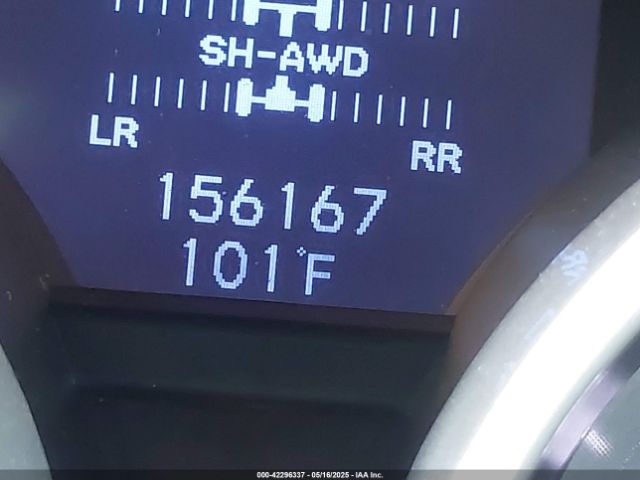 SH-AWD
LR
RR
156167
101°F
000-42296337 - 05/16/2025 - IAA Inc.